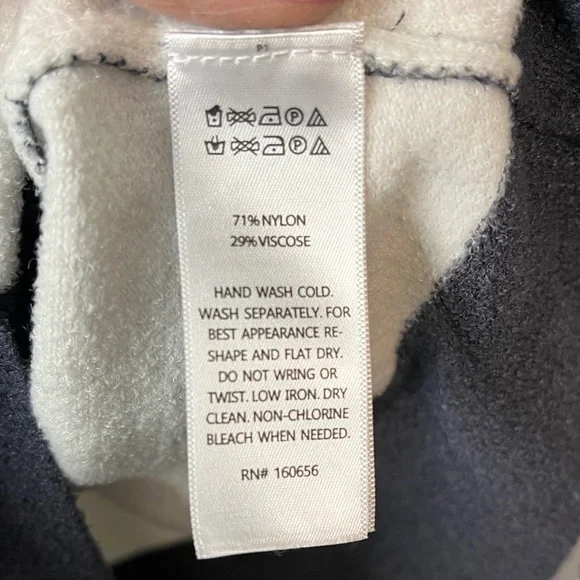 P
P
71%NYLON
29%VISCOSE
HAND WASH COLD.
WASH SEPARATELY. FOR
BEST APPEARANCE RE-
SHAPE AND FLAT DRY.
DO NOT WRING OR
TWIST. LOW IRON. DRY
CLEAN. NON-CHLORINE
BLEACH WHEN NEEDED.
RN# 160656